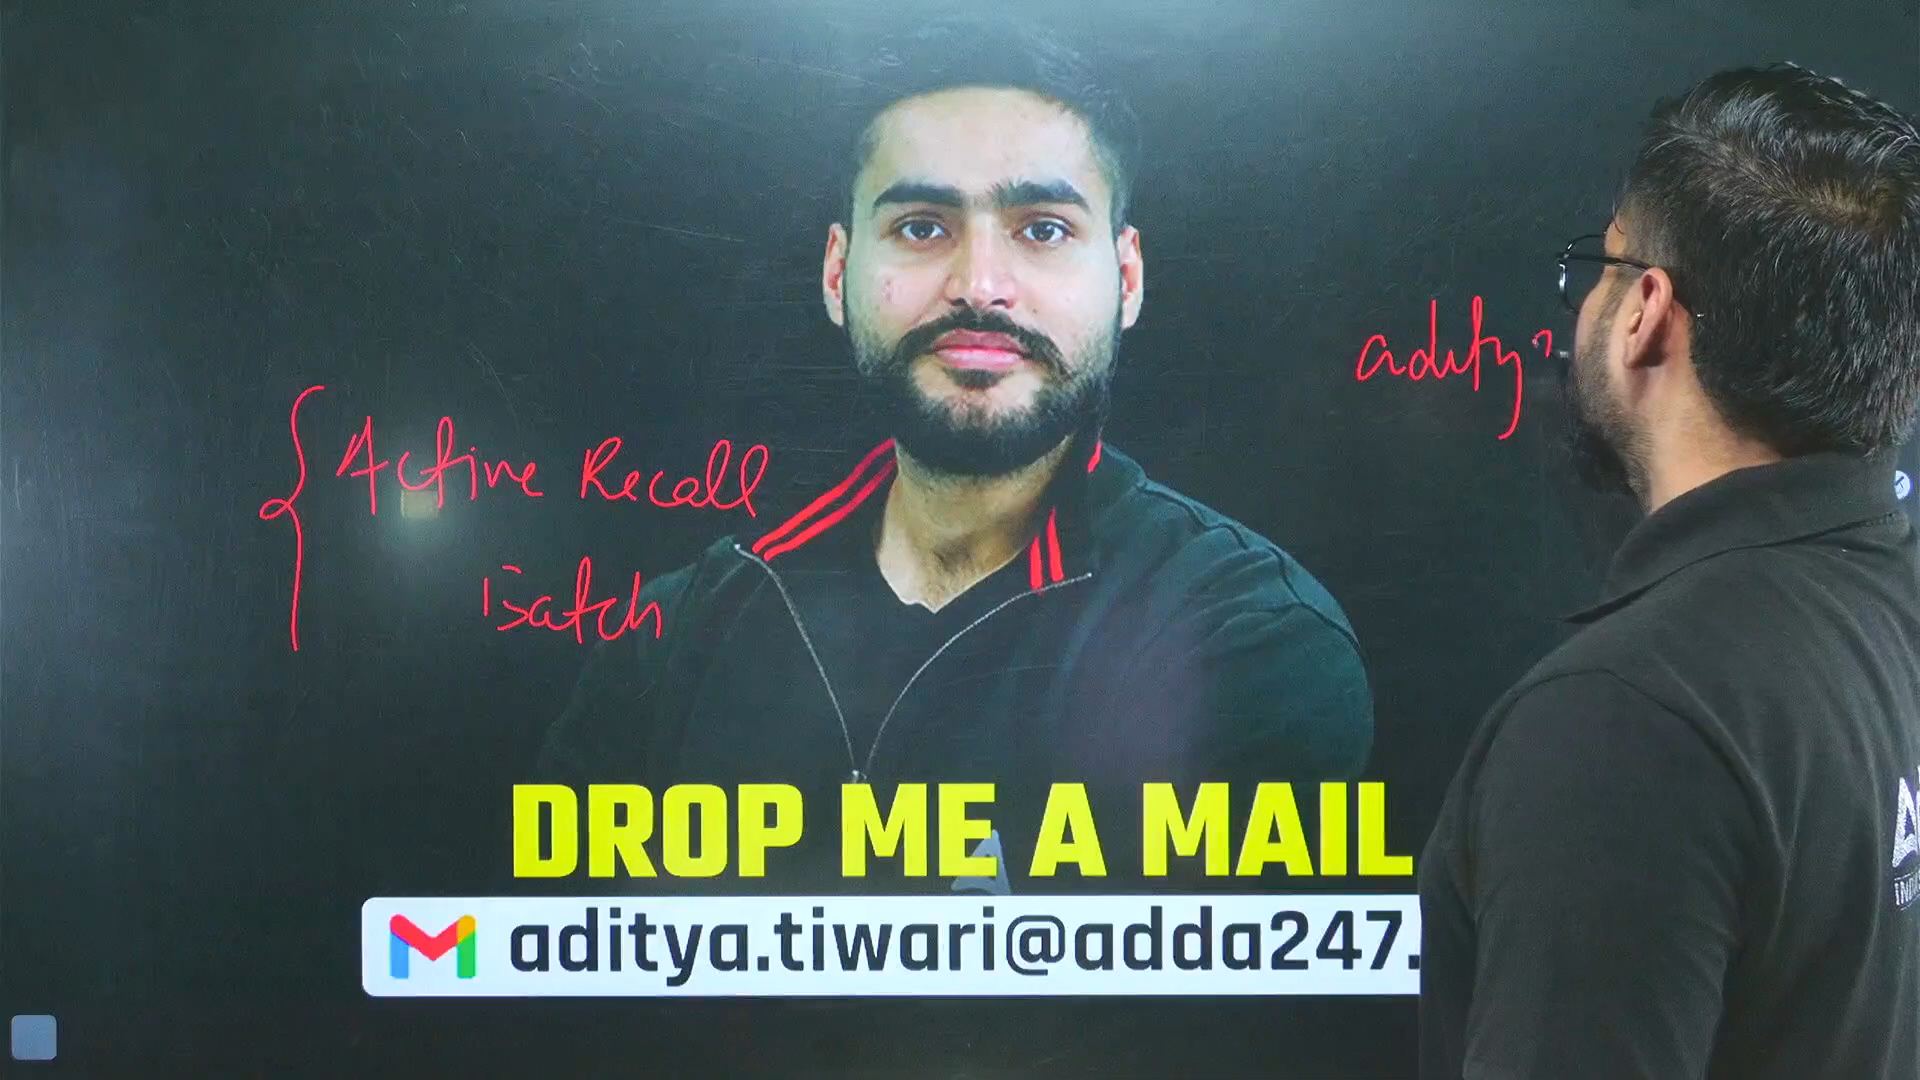 adity
Active Recall
Batch
DROP ME A MAIL
aditya.tiwari@adda247.